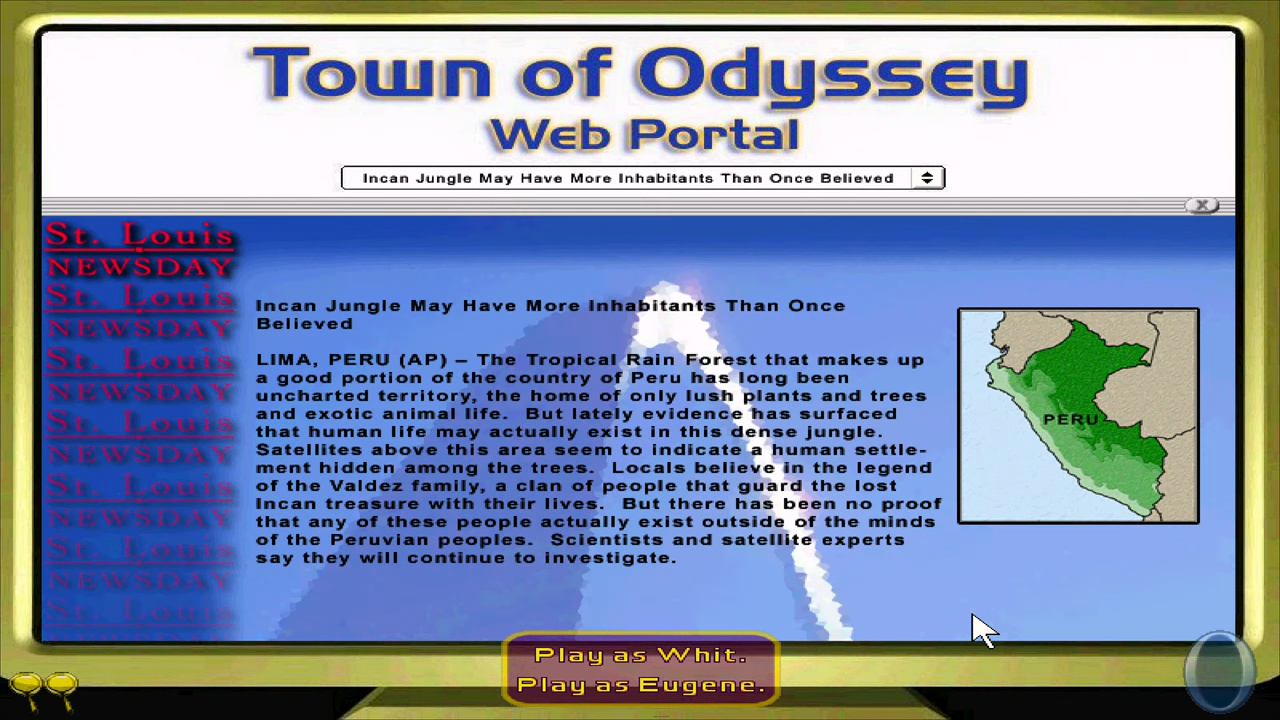 Town of Odyssey
Web Portal
Incan Jungle May Have More Inhabitants Than Once Believed
X
St. Louis
NEWSDAY
St. Louis
NEWSDAY
St. Louis
NEWSDAY
St. Louis
NEWSDAY
St. Louis
NEWSDAY
St. Louis
NEWSDAY
St. Louis
NEWSDAY
Incan Jungle May Have More Inhabitants Than Once
Believed
LIMA, PERU (AP) – The Tropical Rain Forest that makes up
a good portion of the country of Peru has long been
uncharted territory, the home of only lush plants and trees
and exotic animal life.  But lately evidence has surfaced
that human life may actually exist in this dense jungle.
Satellites above this area seem to indicate a human settle-
ment hidden among the trees.  Locals believe in the legend
of the Valdez family, a clan of people that guard the lost
Incan treasure with their lives.  But there has been no proof
that any of these people actually exist outside of the minds
of the Peruvian peoples.  Scientists and satellite experts
say they will continue to investigate.
PERU
Play as Whit.
Play as Eugene.